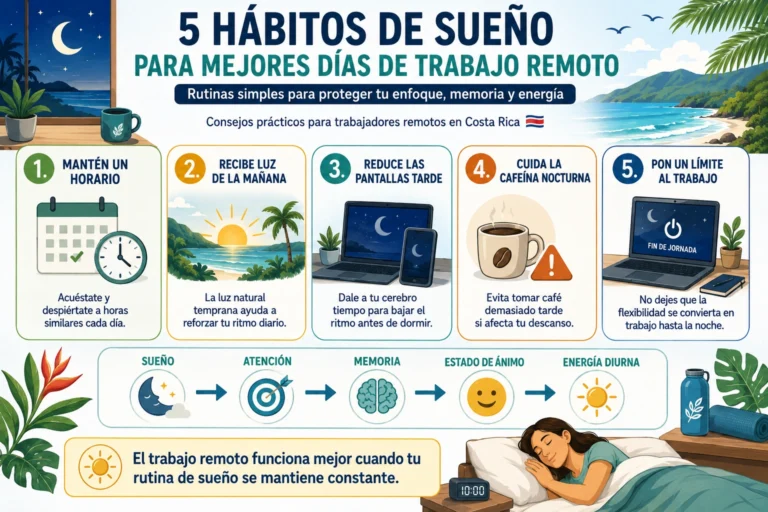 5 HÁBITOS DE SUEÑO
PARA MEJORES DÍAS DE TRABAJO REMOTO
Rutinas simples para proteger tu enfoque, memoria y energía
Consejos prácticos para trabajadores remotos en Costa Rica
1. MANTÉN UN
HORARIO
Acuéstate y
despiértate a horas
similares cada día.
2. RECIBE LUZ
DE LA MAÑANA
La luz natural
temprana ayuda a
reforzar tu ritmo diario.
3. REDUCE LAS
PANTALLAS TARDE
Dale a tu cerebro
tiempo para bajar el
ritmo antes de dormir.
4. CUIDA LA
CAFEÍNA NOCTURNA
Evita tomar café
demasiado tarde
si afecta tu descanso.
5. PON UN LÍMITE
AL TRABAJO
FIN DE JORNADA
No dejes que la
flexibilidad se convierta en
trabajo hasta la noche.
SUEÑO
ATENCIÓN
MEMORIA
ESTADO DE ÁNIMO
ENERGÍA DIURNA
El trabajo remoto funciona mejor cuando tu
rutina de sueño se mantiene constante.
10:00